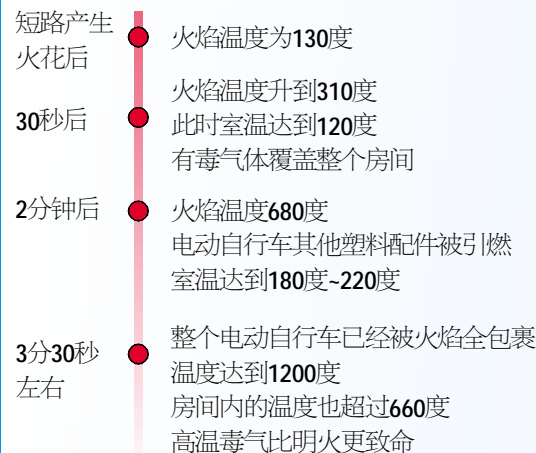 短路产生
火花后
火焰温度为130度
30秒后
火焰温度升到310度
此时室温达到120度
有毒气体覆盖整个房间
2分钟后
火焰温度680度
电动自行车其他塑料配件被引燃
室温达到180度~220度
3分30秒
左右
整个电动自行车已经被火焰全包裹
温度达到1200度
房间内的温度也超过660度
高温毒气比明火更致命